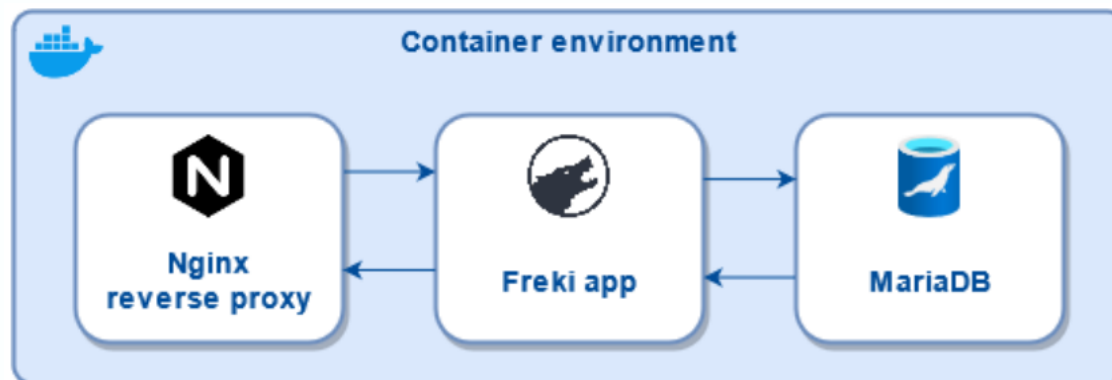 Container environment
N
Nginx
reverse proxy
Freki app
MariaDB